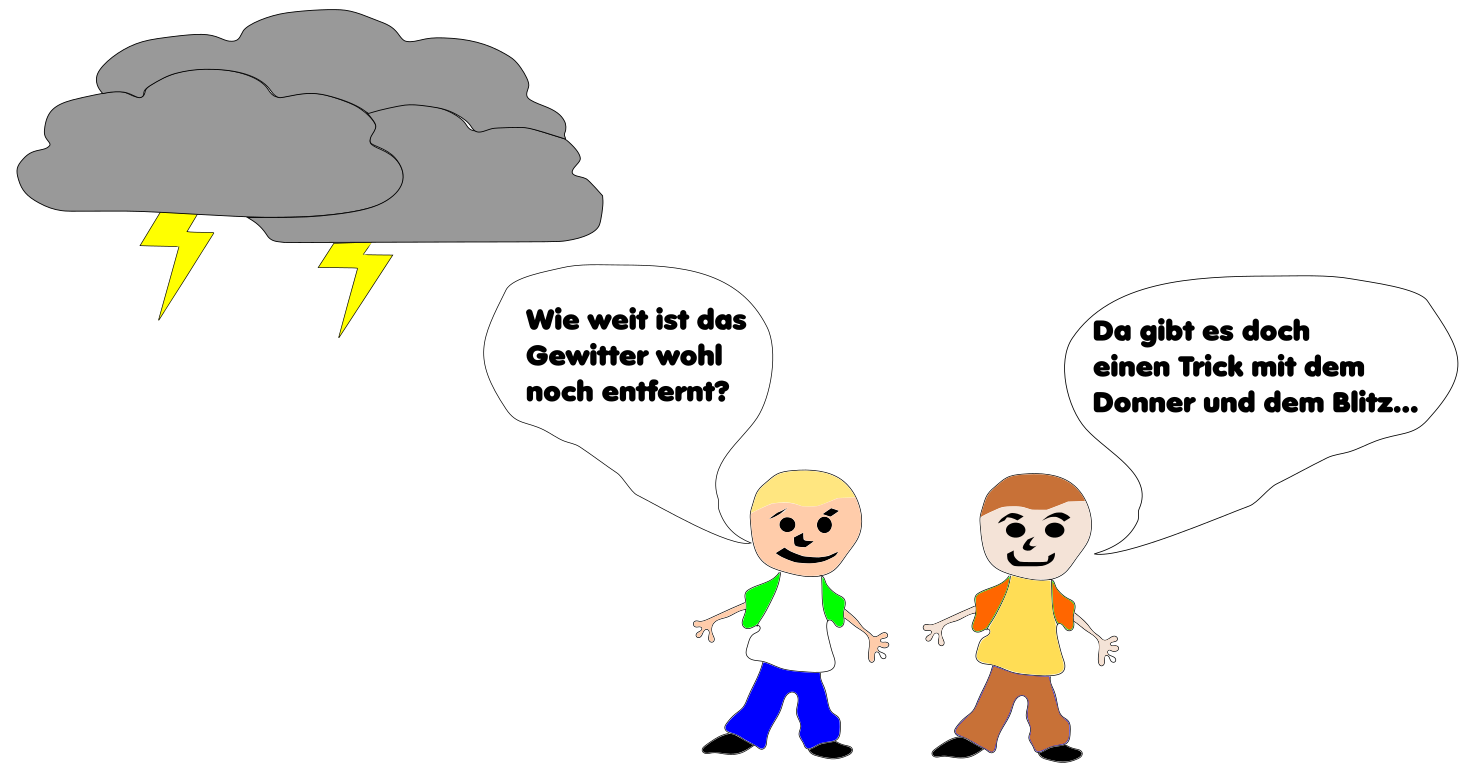 Wie weit ist das
Gewitter wohl
noch entfernt?
Da gibt es doch
einen Trick mit dem
Donner und dem Blitz...